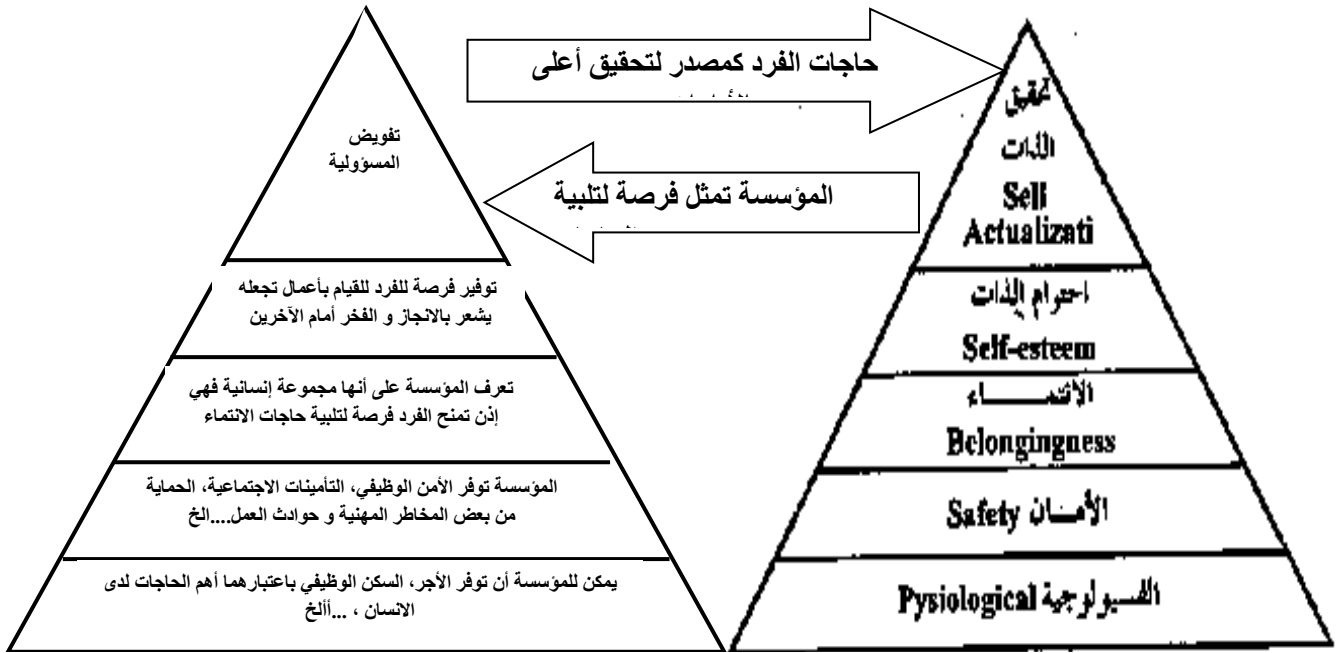 حاجات الفرد كمصدر لتحقيق أعلى
المؤسسة تمثل فرصة لتلبية
تحقيق
الذات
Self
Actualizati
احترام الذات
Self-esteem
الانتمـــــاء
Belongingness
الأمــان Safety
الفسيولوجية Pysiological
تفويض
المسؤولية
توفير فرصة للفرد للقيام بأعمال تجعله
يشعر بالانجاز و الفخر أمام الآخرين
تعرف المؤسسة على أنها مجموعة إنسانية فهي
إذن تمنح الفرد فرصة لتلبية حاجات الانتماء
المؤسسة توفر الأمن الوظيفي، التأمينات الاجتماعية، الحماية
من بعض المخاطر المهنية و حوادث العمل....الخ
يمكن للمؤسسة أن توفر الأجر، السكن الوظيفي باعتبارهما أهم الحاجات لدى
الانسان ، ...أالخ